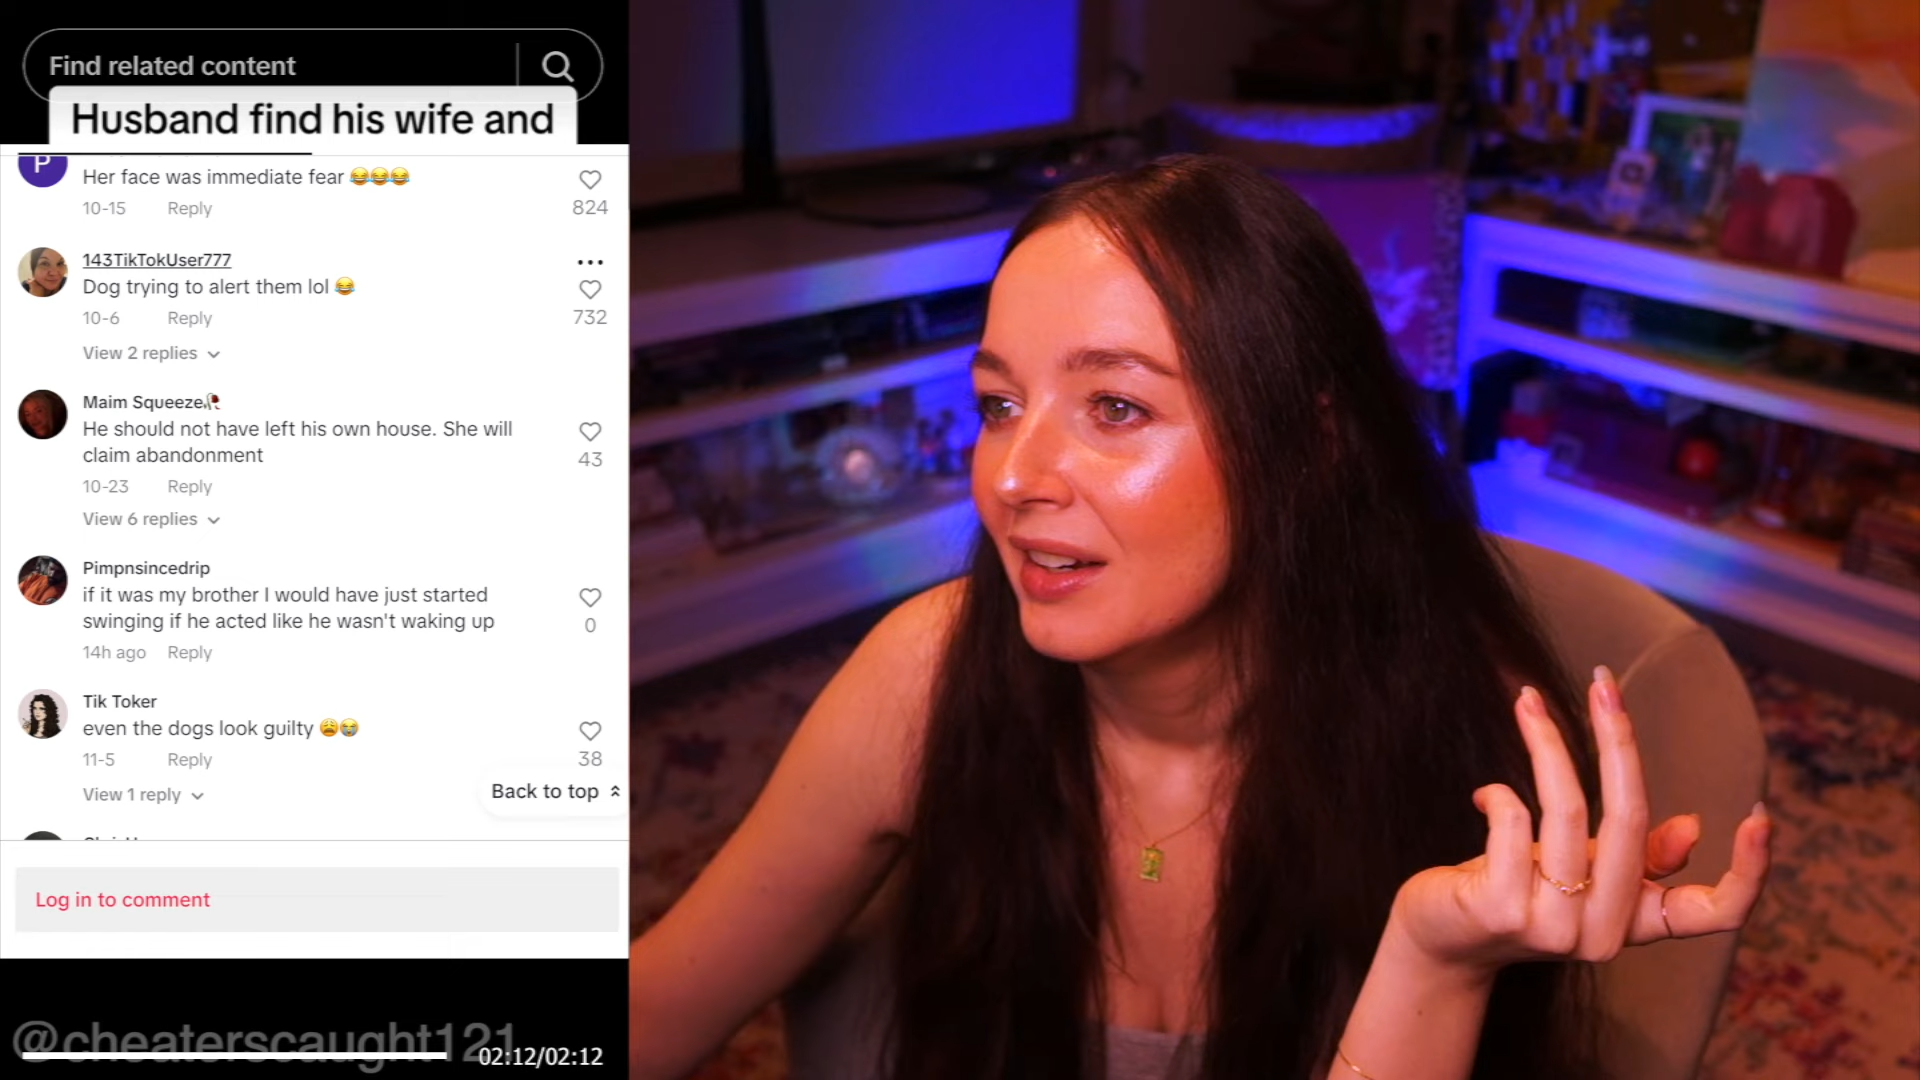 Find related content
Husband find his wife and
P
Her face was immediate fear 😂😂😂
10-15 Reply
824
143TikTokUser777
Dog trying to alert them lol 😂
10-6 Reply
732
View 2 replies
Maim Squeeze🥀
He should not have left his own house. She will
claim abandonment
43
10-23 Reply
View 6 replies
Pimpnsincedrip
if it was my brother I would have just started
swinging if he acted like he wasn't waking up
0
14h ago Reply
Tik Toker
even the dogs look guilty 😩😭
11-5 Reply
38
View 1 reply
Back to top
Log in to comment
@cheaterscaught121
02:12/02:12